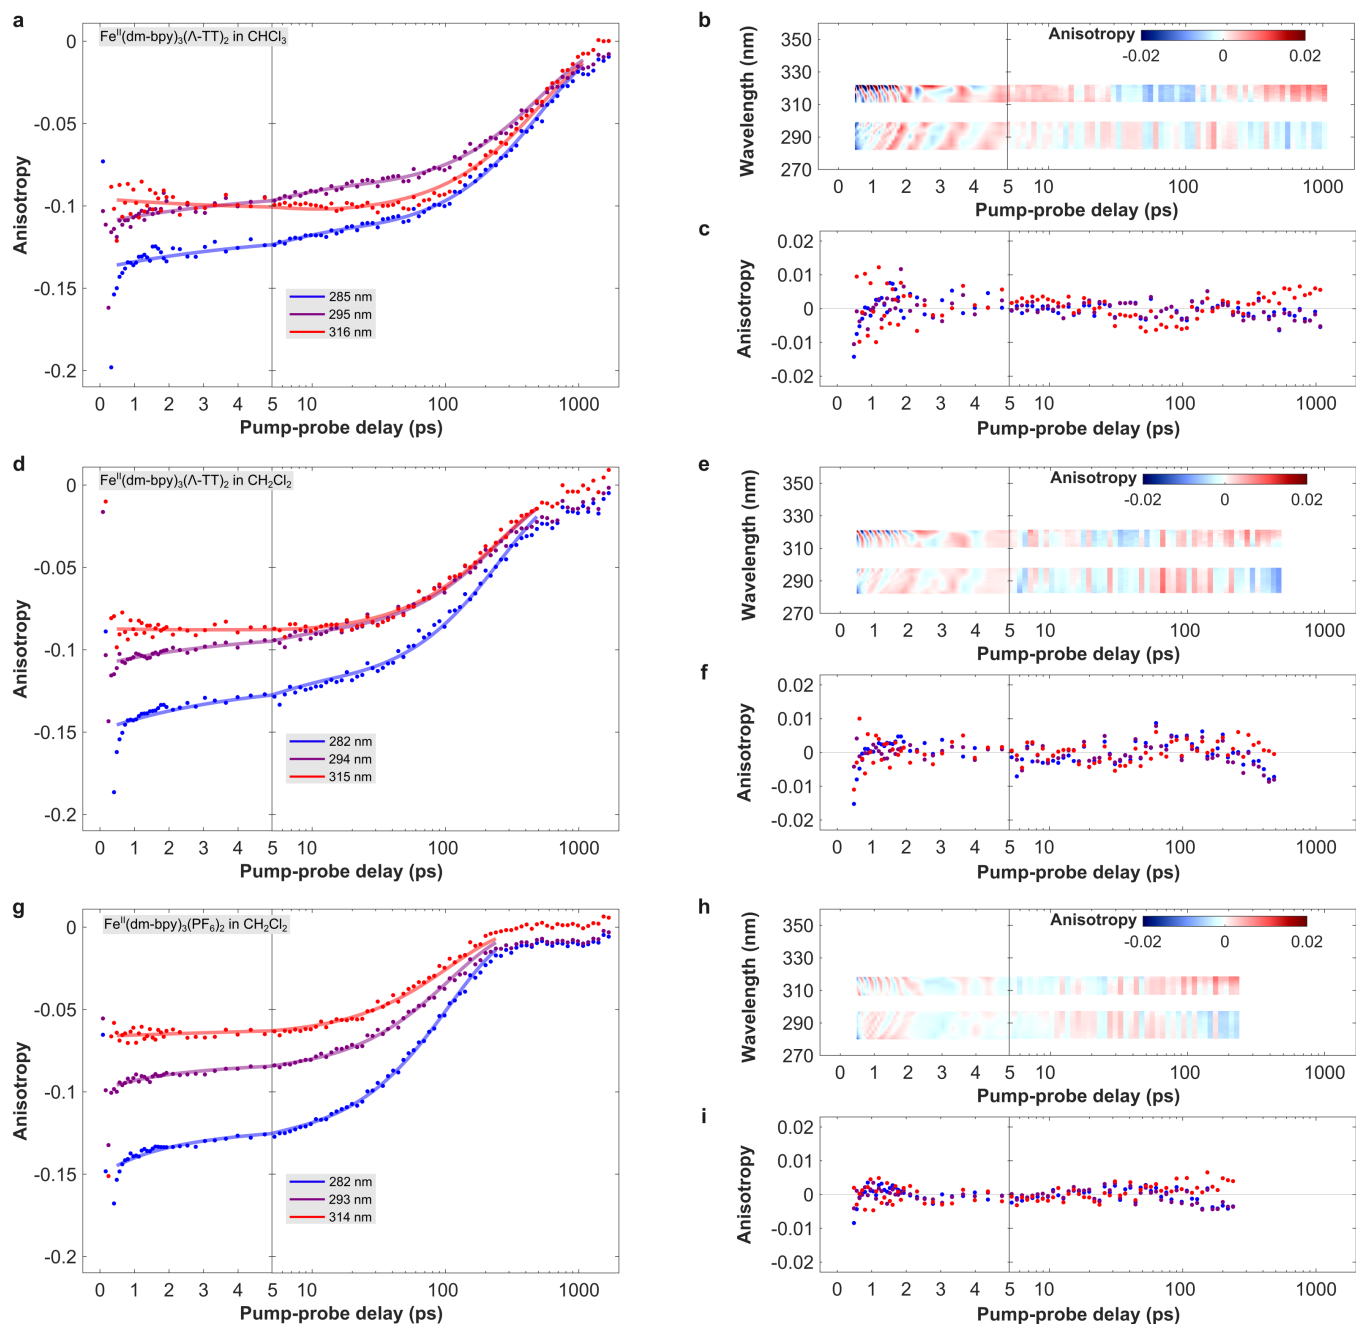 a
Fe^II(dm-bpy)₃(Λ-TT)₂ in CHCl₃
0
-0.05
-0.1
-0.15
-0.2
Anisotropy
285 nm
295 nm
316 nm
0 1 2 3 4 5 10 100 1000
Pump-probe delay (ps)
b
350
330
310
290
270
Wavelength (nm)
Anisotropy
-0.02 0 0.02
0 1 2 3 4 5 10 100 1000
Pump-probe delay (ps)
c
0.02
0.01
0
-0.01
-0.02
Anisotropy
0 1 2 3 4 5 10 100 1000
Pump-probe delay (ps)
d
Fe^II(dm-bpy)₃(Λ-TT)₂ in CH₂Cl₂
0
-0.05
-0.1
-0.15
-0.2
Anisotropy
282 nm
294 nm
315 nm
0 1 2 3 4 5 10 100 1000
Pump-probe delay (ps)
e
350
330
310
290
270
Wavelength (nm)
Anisotropy
-0.02 0 0.02
0 1 2 3 4 5 10 100 1000
Pump-probe delay (ps)
f
0.02
0.01
0
-0.01
-0.02
Anisotropy
0 1 2 3 4 5 10 100 1000
Pump-probe delay (ps)
g
Fe^II(dm-bpy)₃(PF₆)₂ in CH₂Cl₂
0
-0.05
-0.1
-0.15
-0.2
Anisotropy
282 nm
293 nm
314 nm
0 1 2 3 4 5 10 100 1000
Pump-probe delay (ps)
h
350
330
310
290
270
Wavelength (nm)
Anisotropy
-0.02 0 0.02
0 1 2 3 4 5 10 100 1000
Pump-probe delay (ps)
i
0.02
0.01
0
-0.01
-0.02
Anisotropy
0 1 2 3 4 5 10 100 1000
Pump-probe delay (ps)